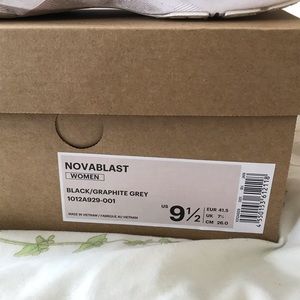 NOVABLAST
WOMEN
BLACK/GRAPHITE GREY
1012A929-001
US 9½
EUR 41.5
UK 7½
CM 26.0
MADE IN VIETNAM / FABRIQUE AU VIETNAM